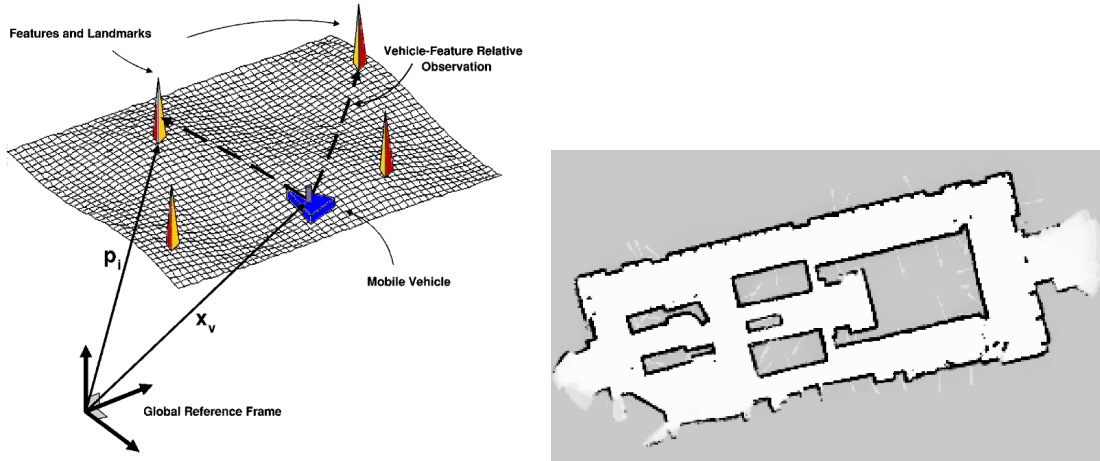 Features and Landmarks
Vehicle-Feature Relative
Observation
p i
Mobile Vehicle
x v
Global Reference Frame